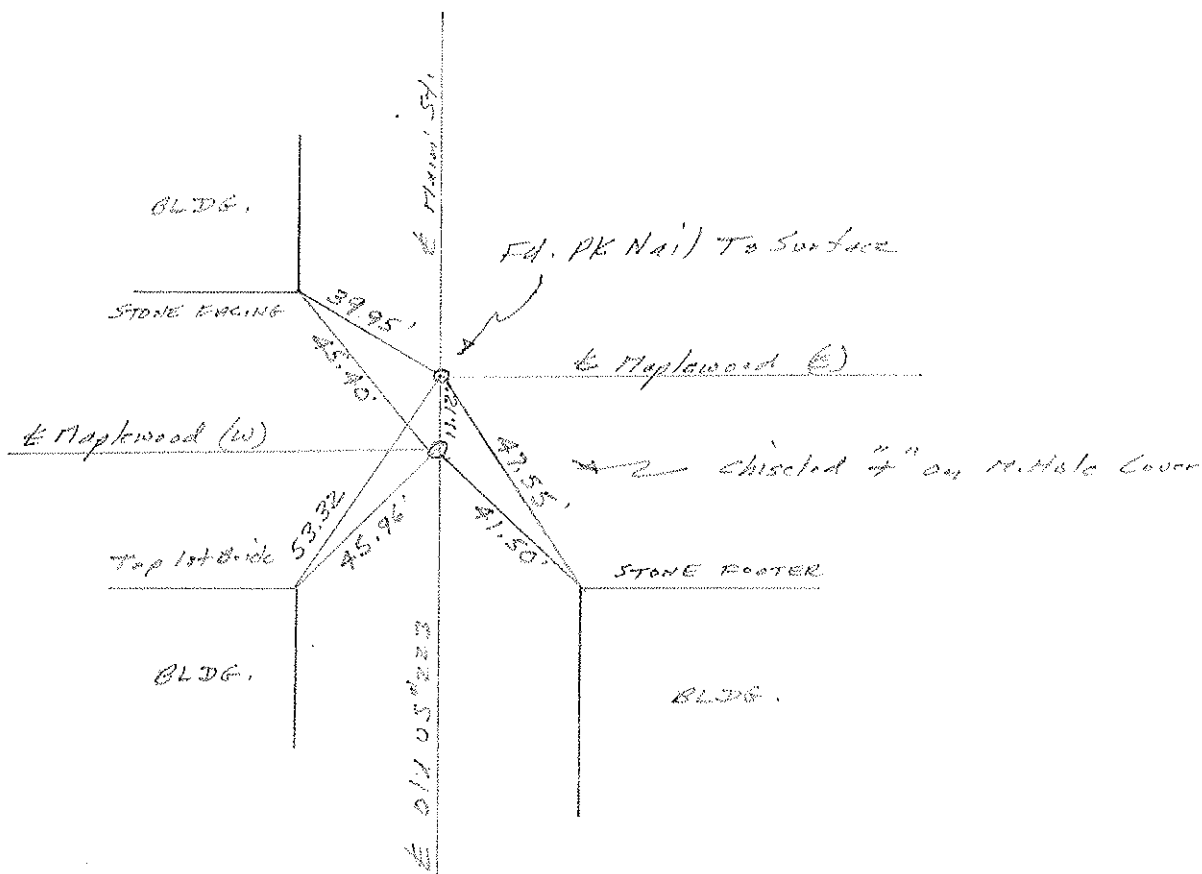 ℄ Main St.
BLDG.
Fd. PK Nail To Surface
STONE FACING
39.95'
45.40'
℄ Maplewood (E)
11.12'
℄ Maplewood (W)
47.55'
Chiseled "+" on M.Hole Cover
53.32
45.96'
41.50'
Top 1st Brick
STONE FOOTER
BLDG.
BLDG.
℄ Old US #223